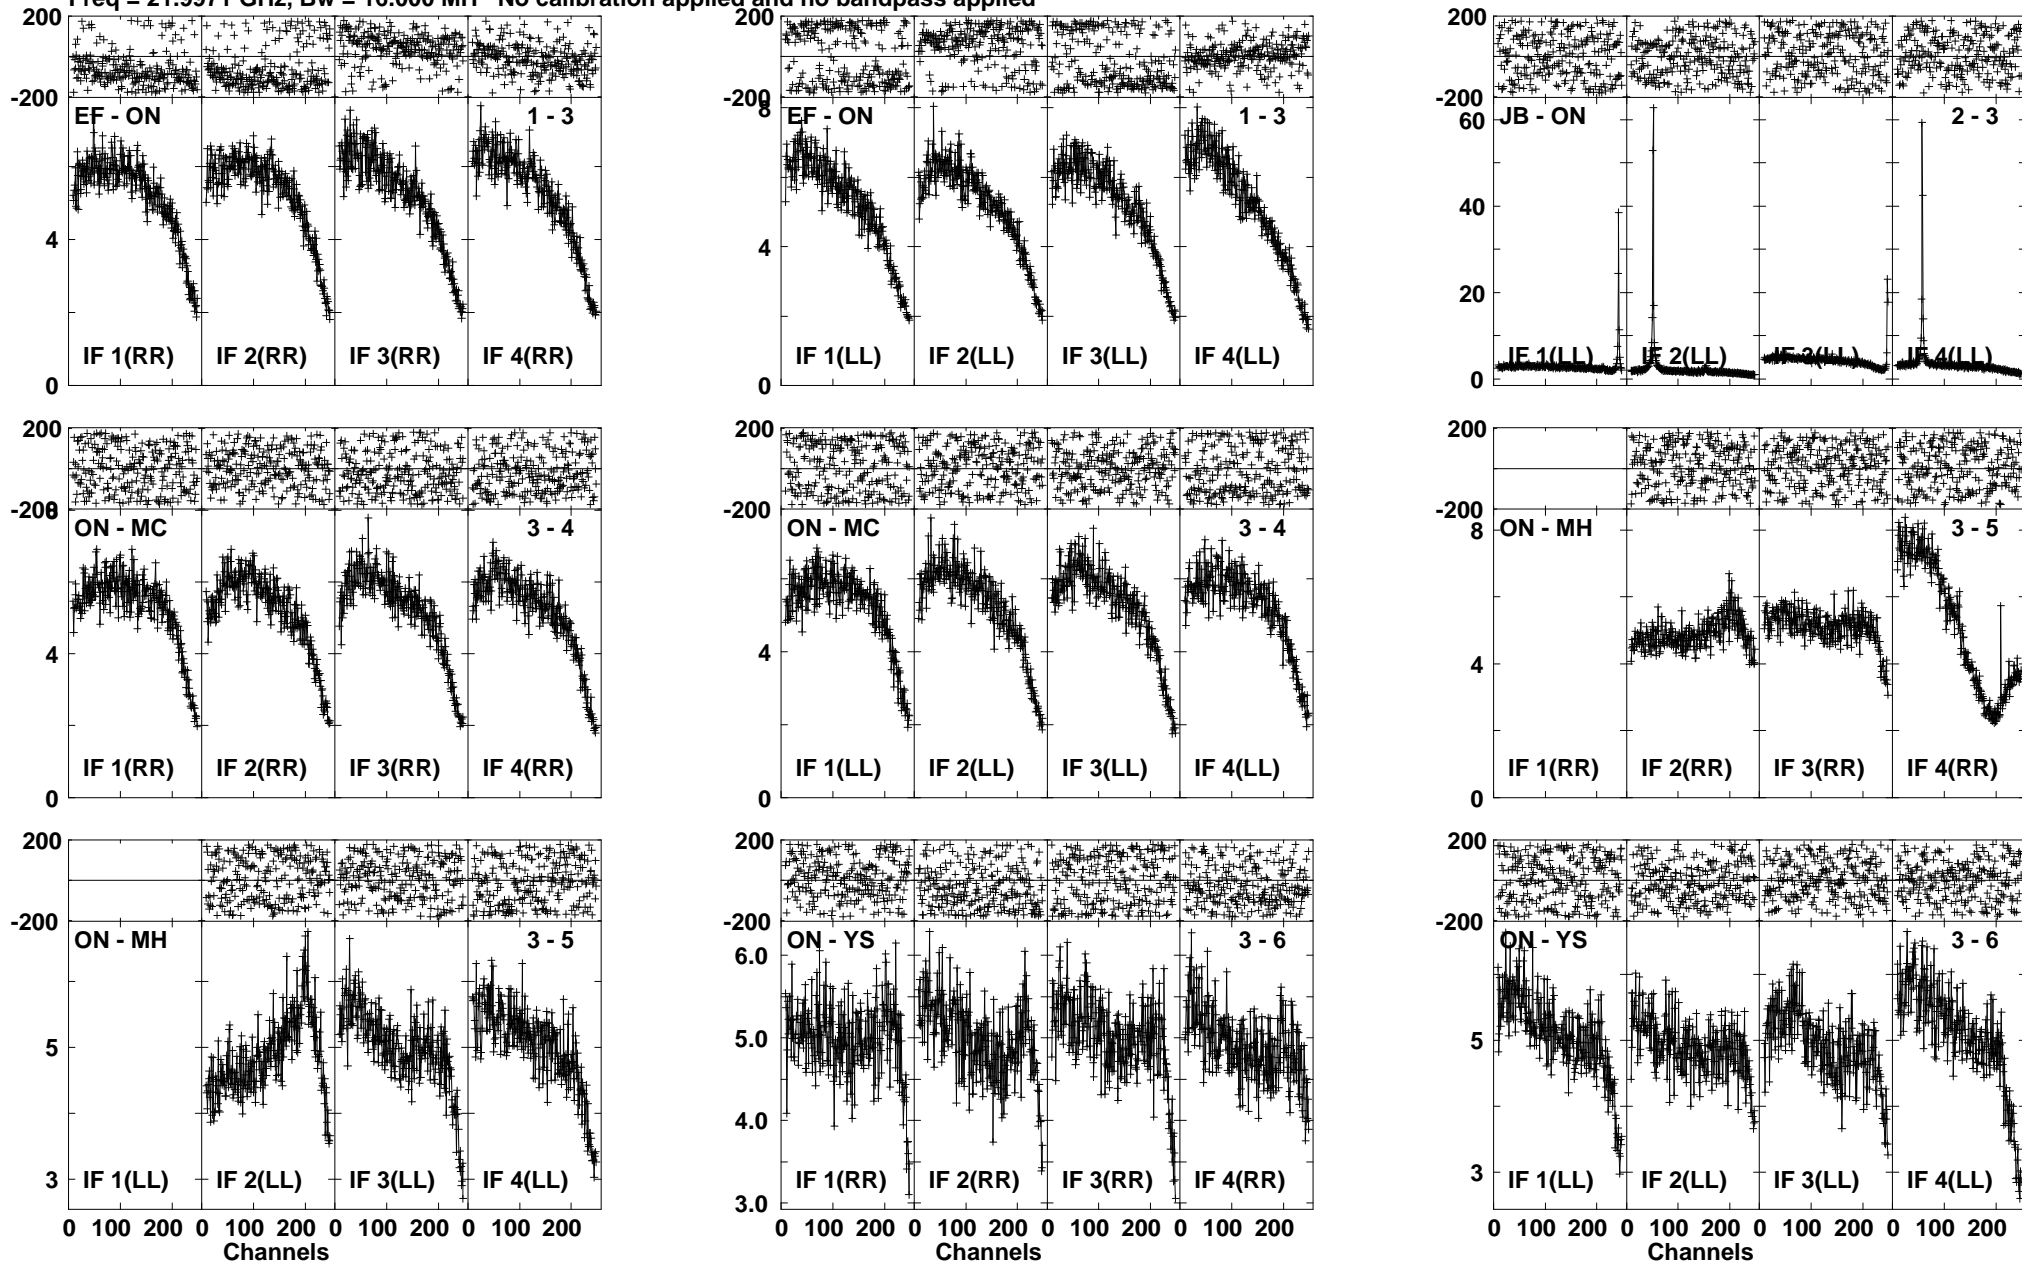 Freq = 21.9971 GHz, Bw = 16.000 MH No calibration applied and no bandpass applied
200
-200
EF - ON 1 - 3
4
0
IF 1(RR) IF 2(RR) IF 3(RR) IF 4(RR)
200
-200
8
EF - ON 1 - 3
4
0
IF 1(LL) IF 2(LL) IF 3(LL) IF 4(LL)
200
-200
60
JB - ON 2 - 3
40
20
0
IF 1(LL) IF 2(LL) IF 3(LL) IF 4(LL)
200
-200
8
ON - MC 3 - 4
4
0
IF 1(RR) IF 2(RR) IF 3(RR) IF 4(RR)
200
-200
ON - MC 3 - 4
4
0
IF 1(LL) IF 2(LL) IF 3(LL) IF 4(LL)
200
-200
8
ON - MH 3 - 5
4
0
IF 1(RR) IF 2(RR) IF 3(RR) IF 4(RR)
200
-200
ON - MH 3 - 5
5
3
IF 1(LL) IF 2(LL) IF 3(LL) IF 4(LL)
0 100 200 0 100 200 0 100 200 0 100 200
Channels
200
-200
6.0
ON - YS 3 - 6
5.0
4.0
3.0
IF 1(RR) IF 2(RR) IF 3(RR) IF 4(RR)
0 100 200 0 100 200 0 100 200 0 100 200
Channels
200
-200
ON - YS 3 - 6
5
3
IF 1(LL) IF 2(LL) IF 3(LL) IF 4(LL)
0 100 200 0 100 200 0 100 200 0 100 200
Channels